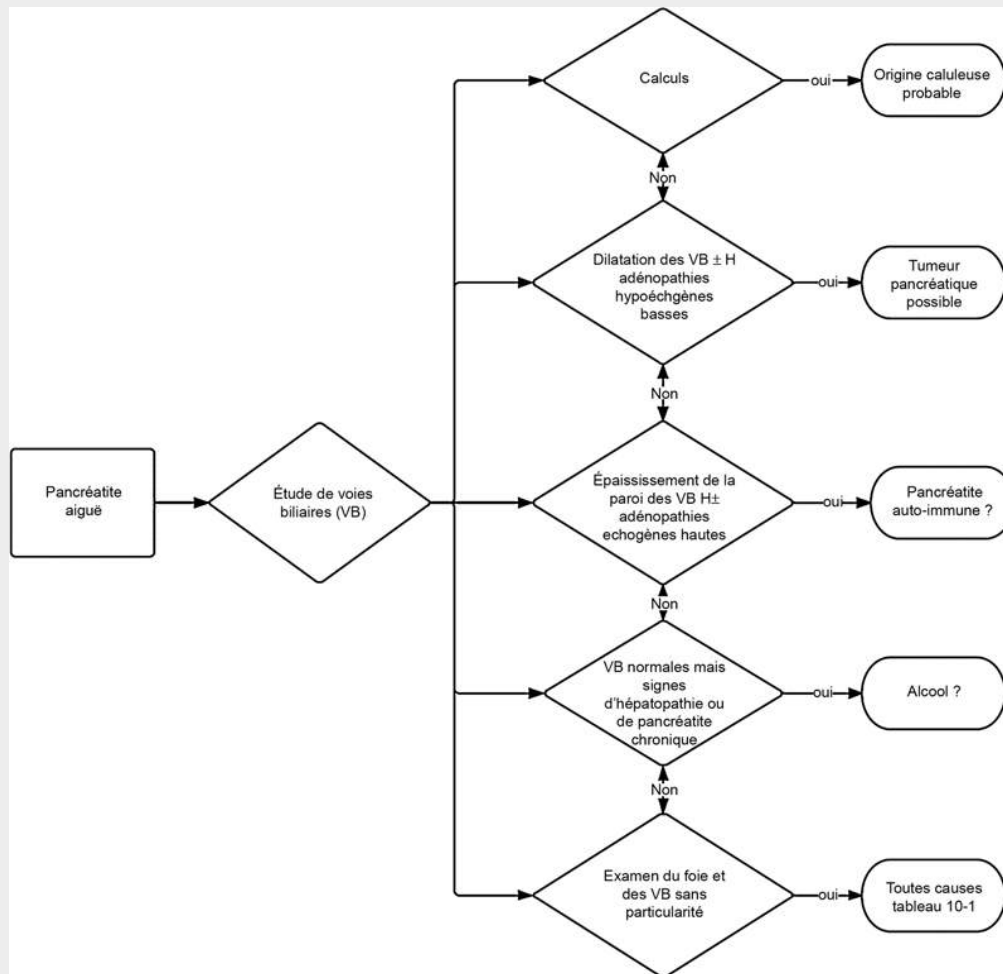 Calculs
oui
Origine caluleuse
probable
Non
Dilatation des VB ± H
adénopathies
hypoéchgènes
basses
oui
Tumeur
pancréatique
possible
Non
Pancréatite
aiguë
Étude de voies
biliaires (VB)
Épaississement de la
paroi des VB H±
adénopathies
echogènes hautes
oui
Pancréatite
auto-immune ?
Non
VB normales mais
signes
d'hépatopathie ou
de pancréatite
chronique
oui
Alcool ?
Non
Examen du foie et
des VB sans
particularité
oui
Toutes causes
tableau 10-1